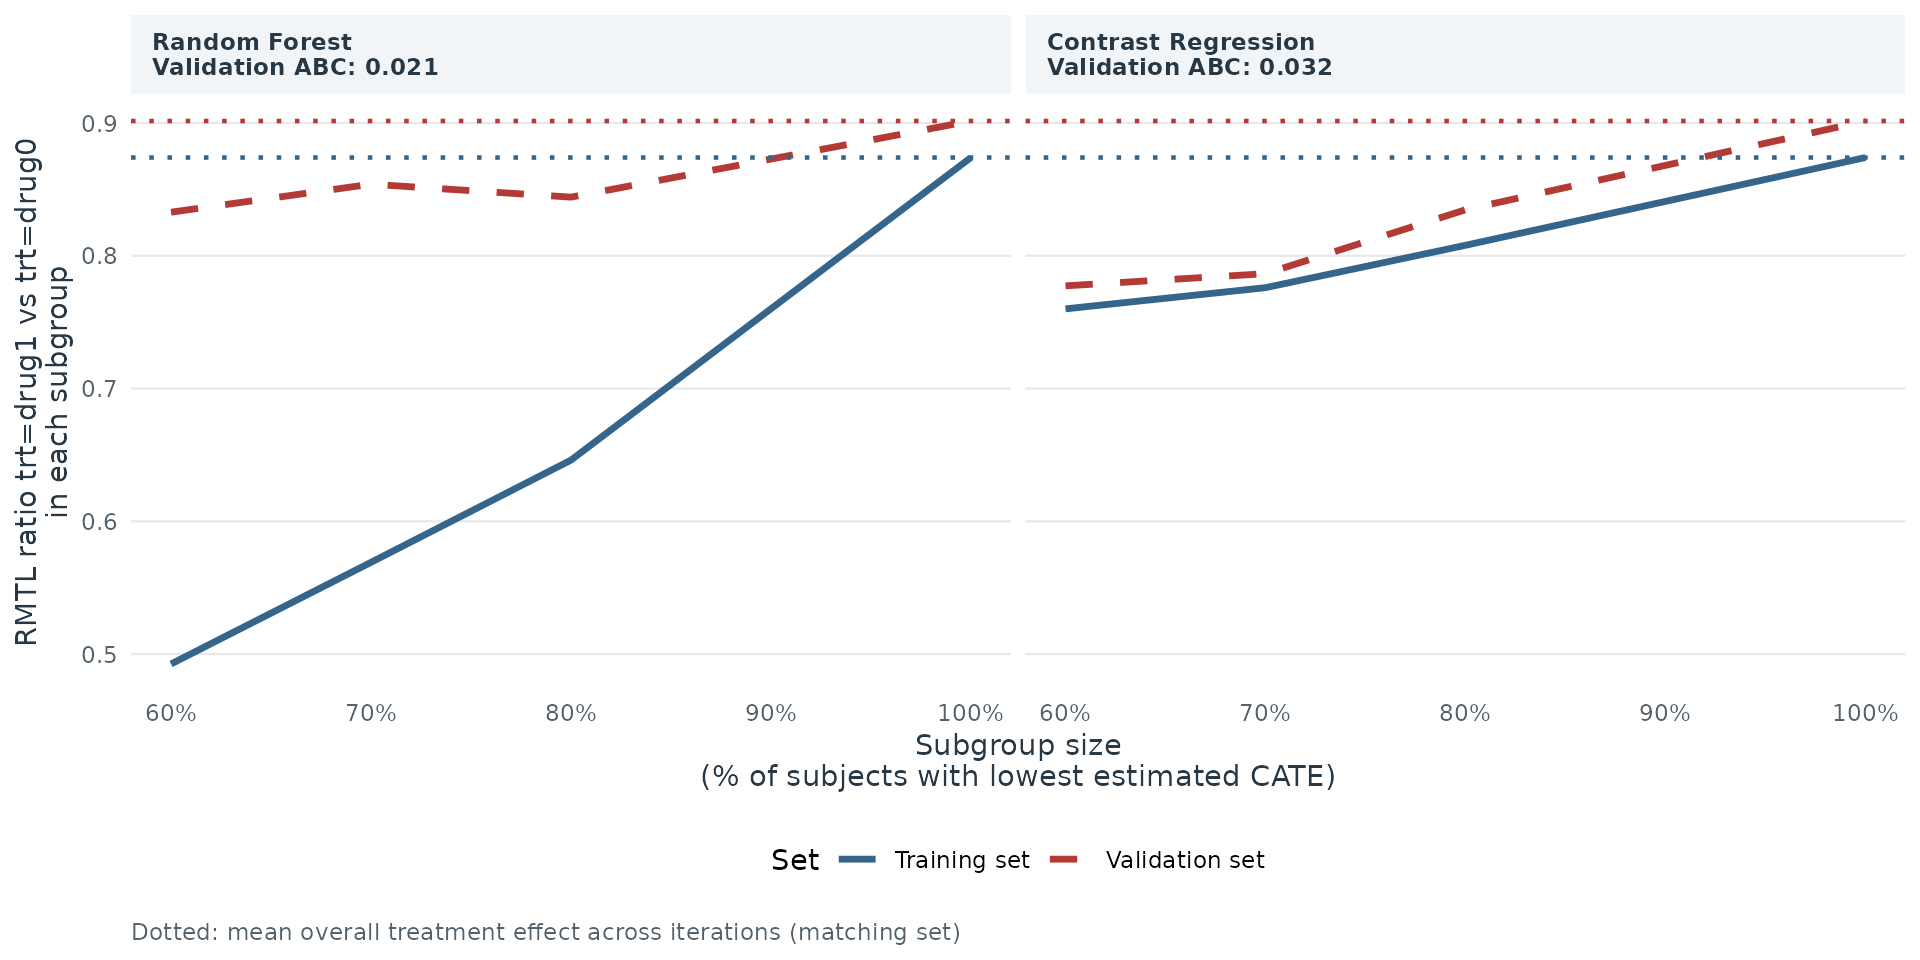 Random Forest
Validation ABC: 0.021
Contrast Regression
Validation ABC: 0.032
RMTL ratio trt=drug1 vs trt=drug0
in each subgroup
0.9
0.8
0.7
0.6
0.5
60% 70% 80% 90% 100% 60% 70% 80% 90% 100%
Subgroup size
(% of subjects with lowest estimated CATE)
Set Training set Validation set
Dotted: mean overall treatment effect across iterations (matching set)